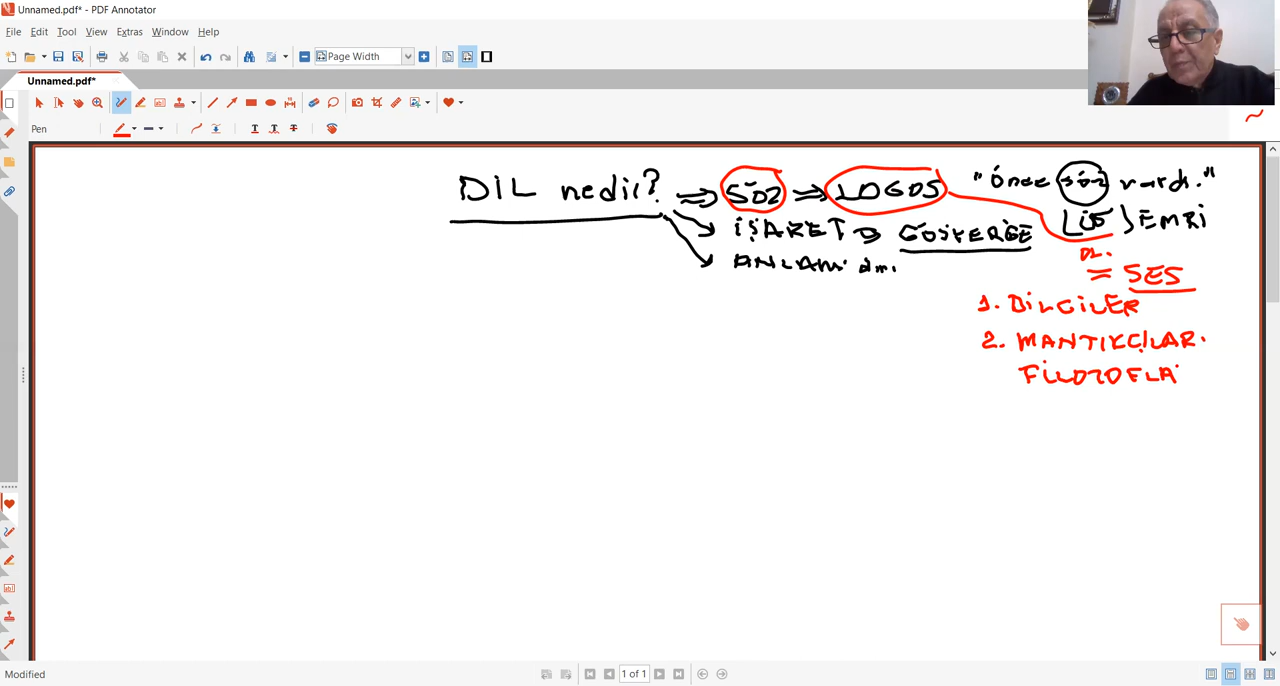 Unnamed.pdf* - PDF Annotator
File Edit Tool View Extras Window Help
Page Width
Unnamed.pdf*
Pen
DİL nedir? ⇒ SÖZ ⇒ LOGOS "Önce söz vardı."
İŞARET ⇒ GÖSTERGE EMRİ
ANLAM
= SES
1. DİLCİLER
2. MANTIKÇILAR.
FİLOZOFLA
1 of 1
Modified